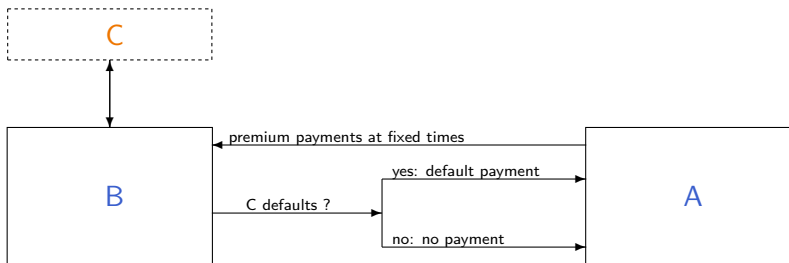 C
premium payments at fixed times
yes: default payment
B
A
C defaults ?
no: no payment